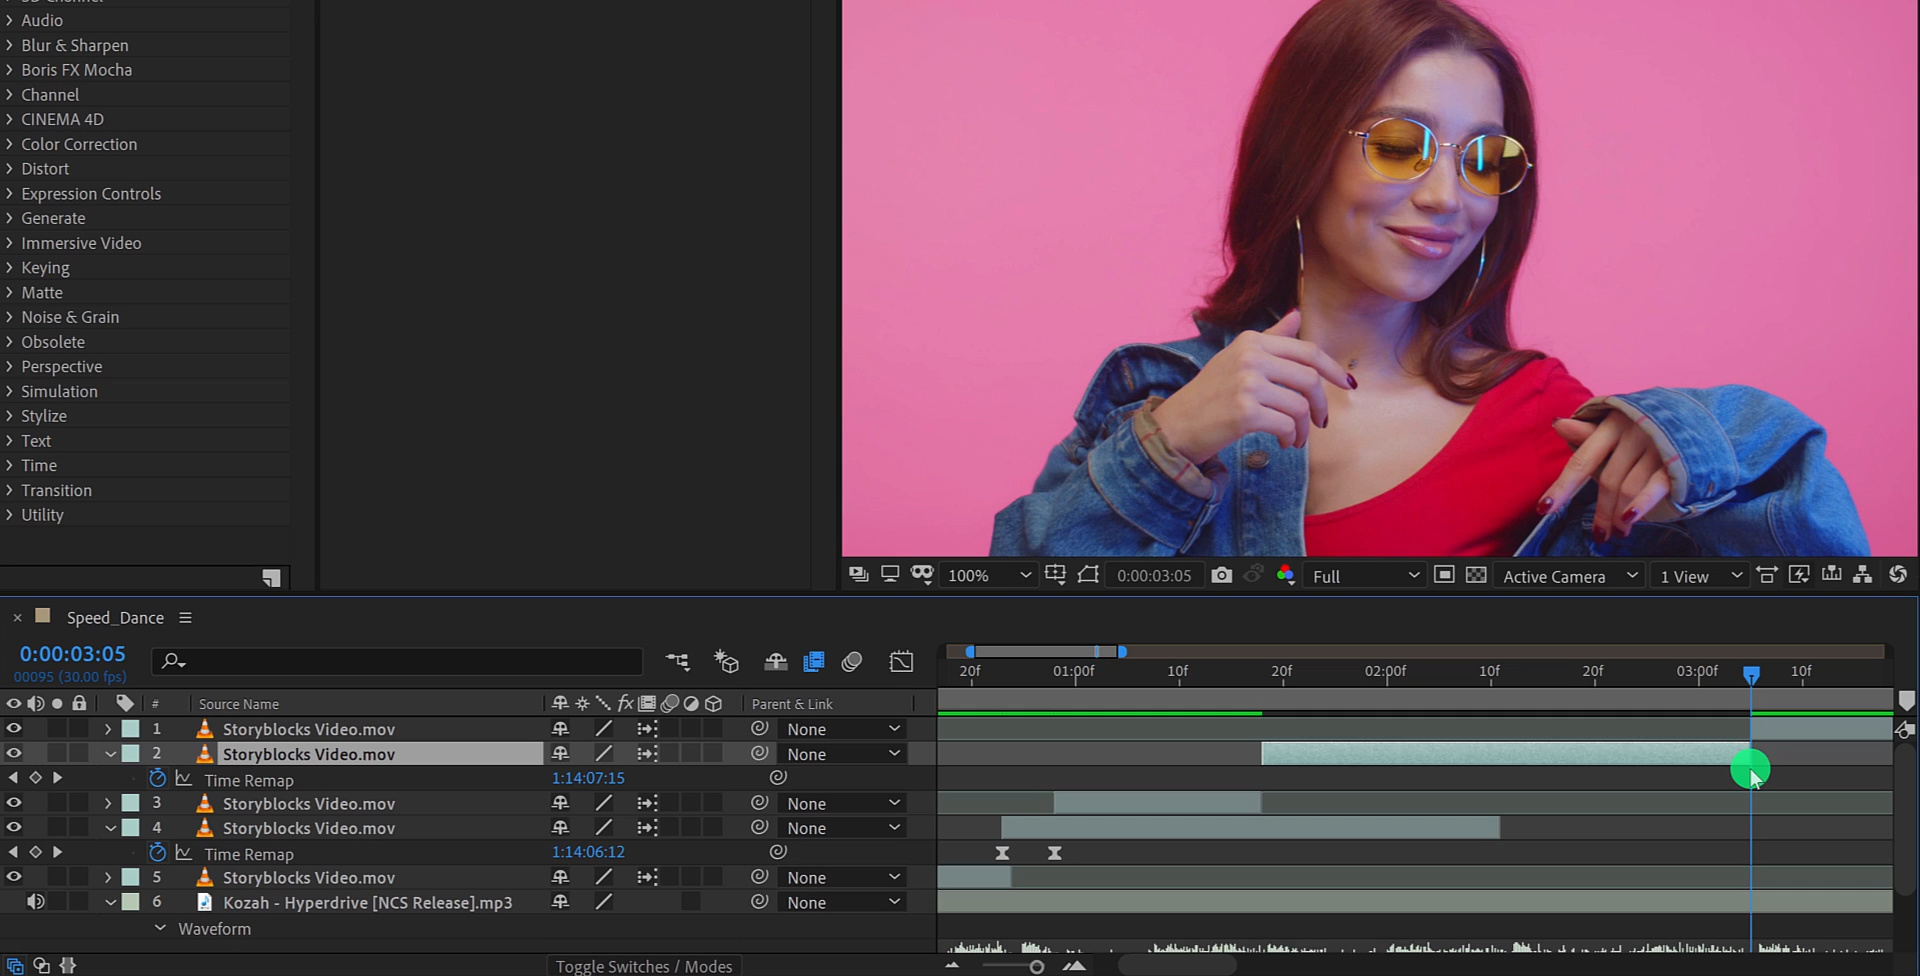 Audio
Blur & Sharpen
Boris FX Mocha
Channel
CINEMA 4D
Color Correction
Distort
Expression Controls
Generate
Immersive Video
Keying
Matte
Noise & Grain
Obsolete
Perspective
Simulation
Stylize
Text
Time
Transition
Utility
100% 0:00:03:05 Full Active Camera 1 View
Speed_Dance
0:00:03:05
00095 (30.00 fps)
20f 01:00f 10f 20f 02:00f 10f 20f 03:00f 10f
# Source Name fx Parent & Link
1 Storyblocks Video.mov None
2 Storyblocks Video.mov None
Time Remap 1:14:07:15
3 Storyblocks Video.mov None
4 Storyblocks Video.mov None
Time Remap 1:14:06:12
5 Storyblocks Video.mov None
6 Kozah - Hyperdrive [NCS Release].mp3 None
Waveform
Toggle Switches / Modes